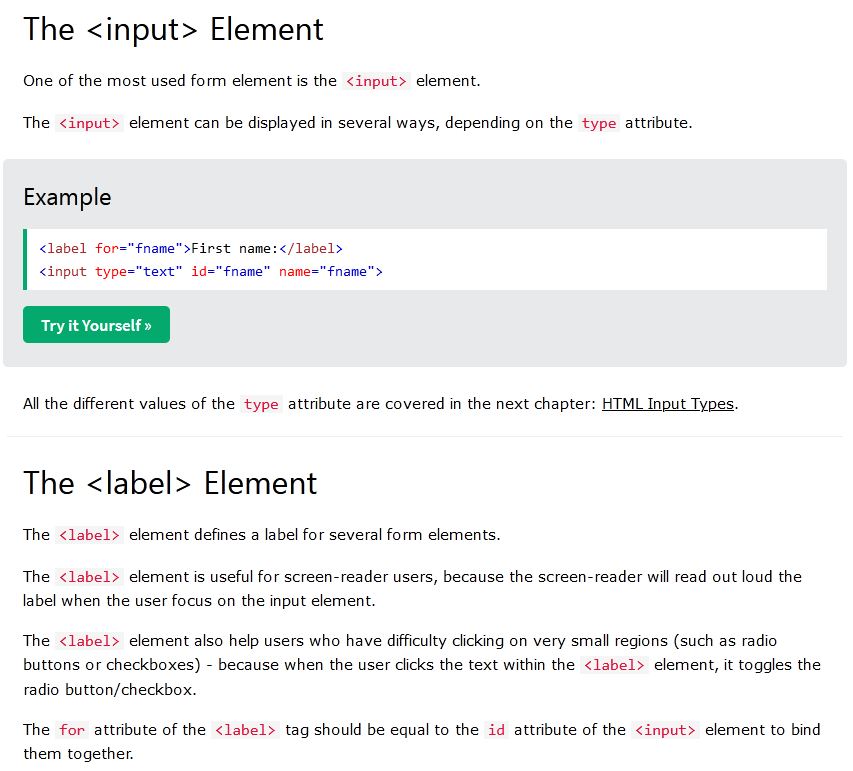 The <input> Element
One of the most used form element is the <input> element.
The <input> element can be displayed in several ways, depending on the type attribute.
Example
<label for="fname">First name:</label>
<input type="text" id="fname" name="fname">
Try it Yourself »
All the different values of the type attribute are covered in the next chapter: HTML Input Types.
The <label> Element
The <label> element defines a label for several form elements.
The <label> element is useful for screen-reader users, because the screen-reader will read out loud the
label when the user focus on the input element.
The <label> element also help users who have difficulty clicking on very small regions (such as radio
buttons or checkboxes) - because when the user clicks the text within the <label> element, it toggles the
radio button/checkbox.
The for attribute of the <label> tag should be equal to the id attribute of the <input> element to bind
them together.